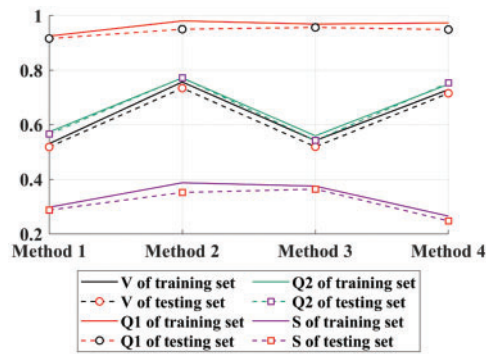 1
0.8
0.6
0.4
0.2
Method 1 Method 2 Method 3 Method 4
V of training set Q2 of training set
V of testing set Q2 of testing set
Q1 of training set S of training set
Q1 of testing set S of testing set